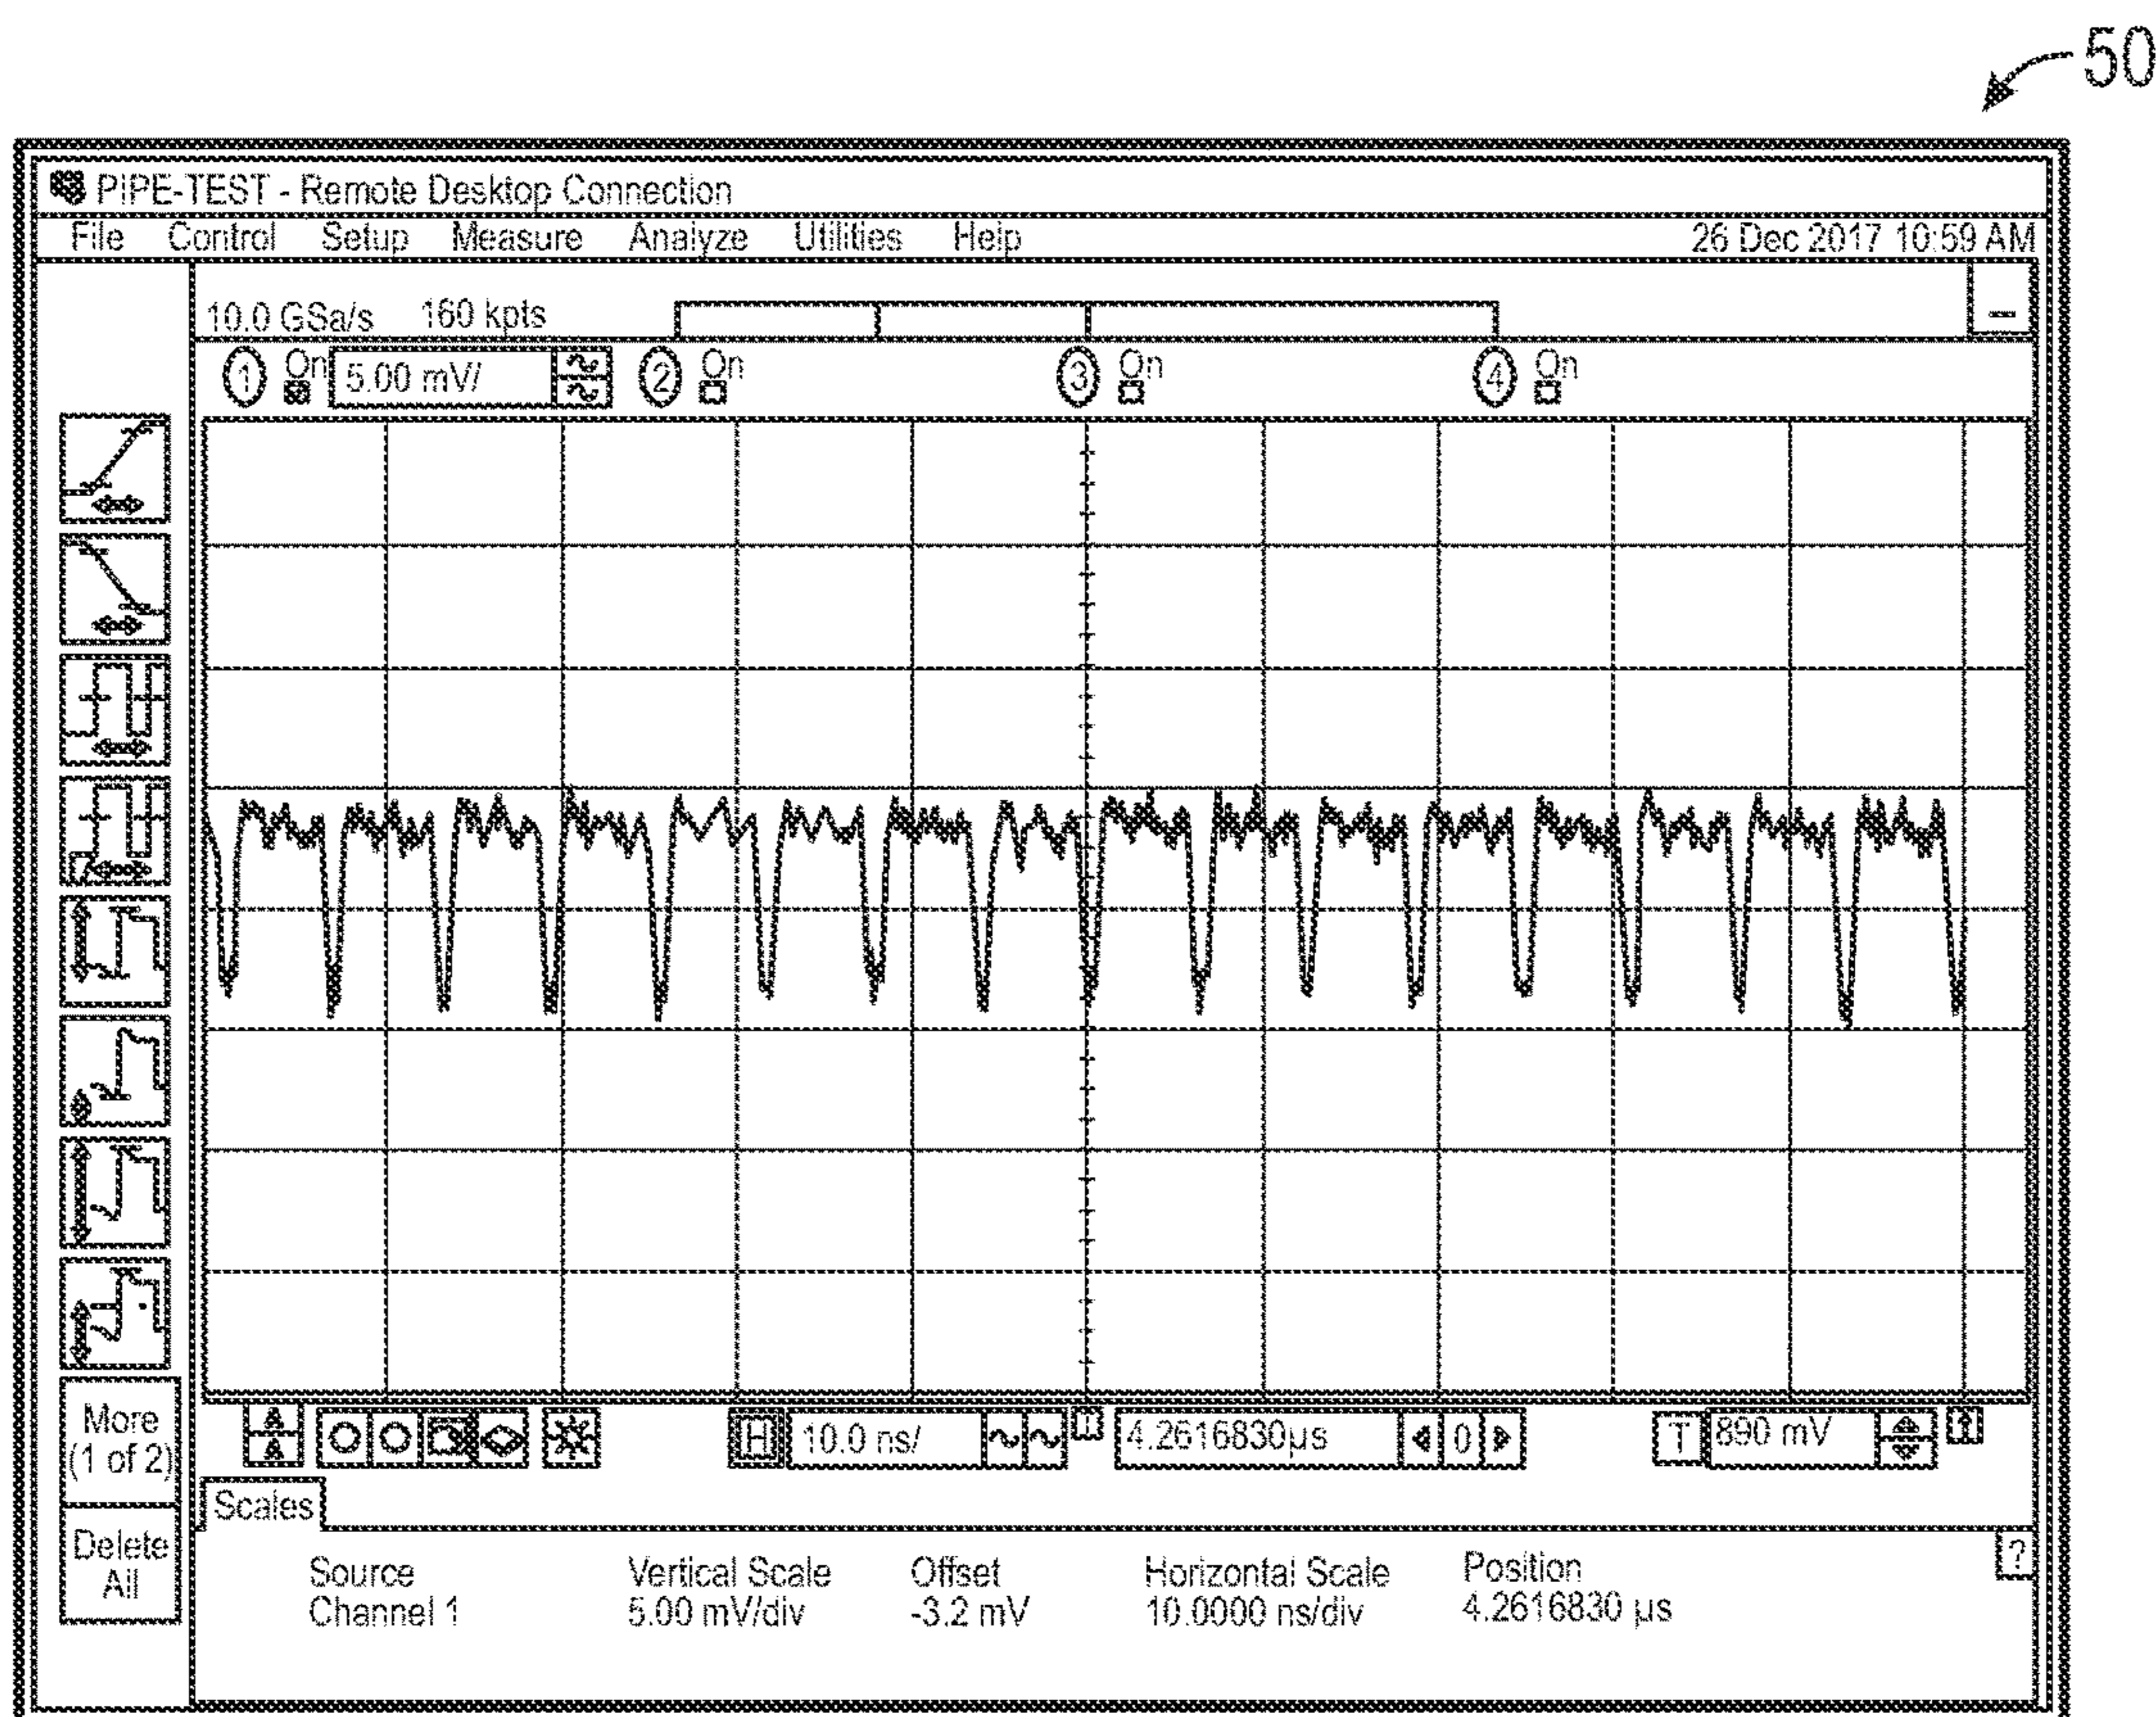 50
PIPE-TEST - Remote Desktop Connection
File Control Setup Measure Analyze Utilities Help 26 Dec 2017 10:59 AM
10.0 GSa/s 160 kpts
1 On 5.00 mV/ 2 On 3 On 4 On
More
(1 of 2)
Delete
All
H 10.0 ns/ 4.2616830µs 0 T 890 mV
Scales
?
Source Vertical Scale Offset Horizontal Scale Position
Channel 1 5.00 mV/div -3.2 mV 10.0000 ns/div 4.2616830 µs